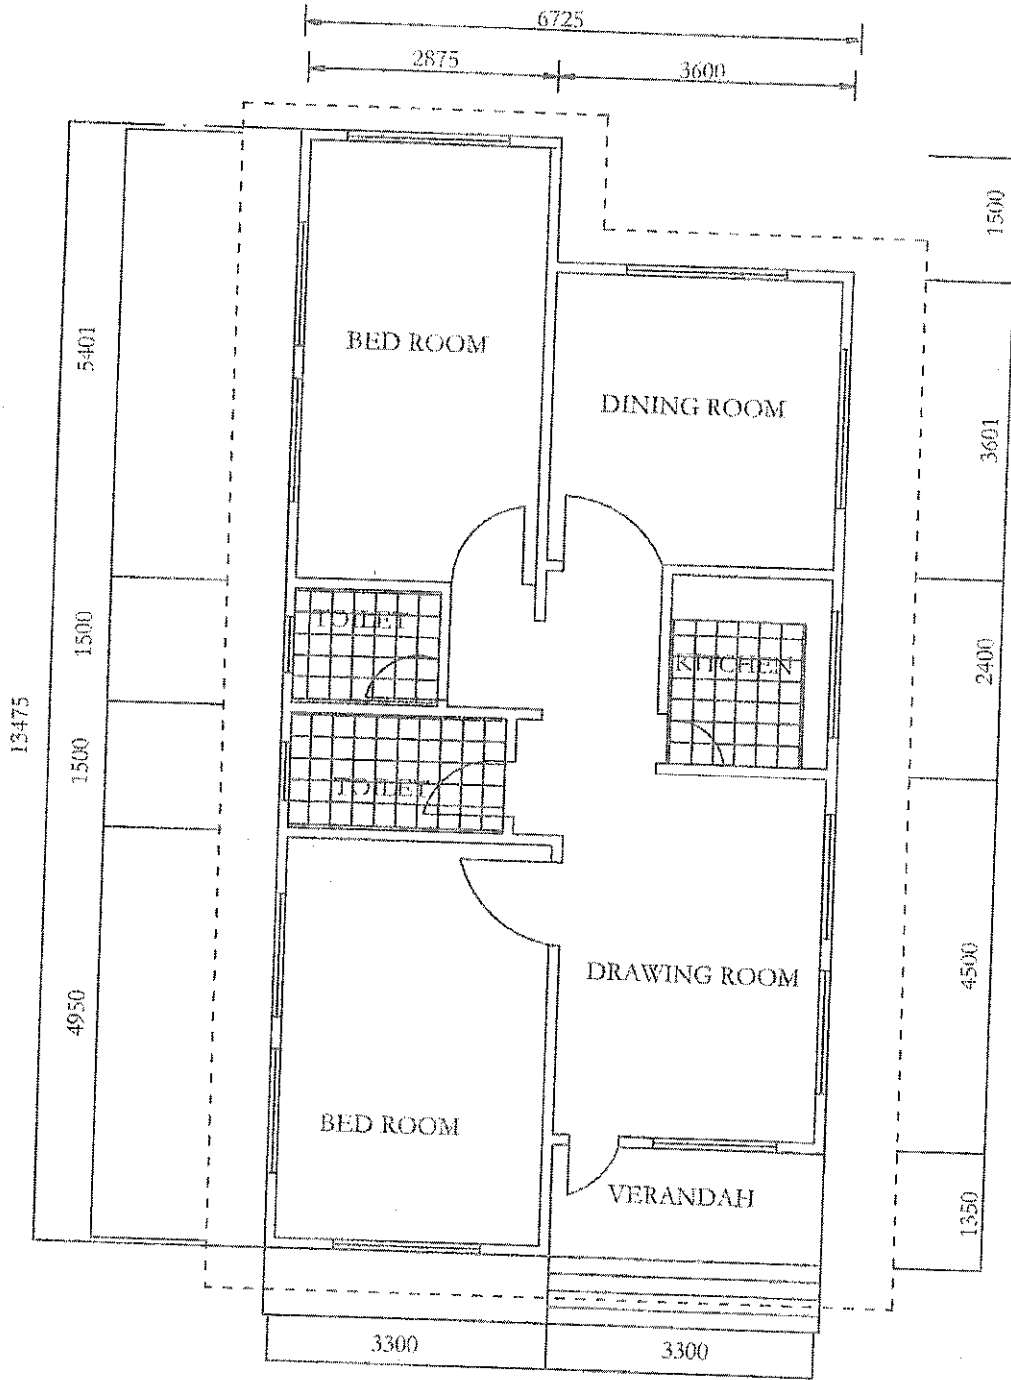 6725
2875
3600
1500
5401
BED ROOM
DINING ROOM
3601
1500
TOILET
KITCHEN
2400
13475
1500
TOILET
4950
DRAWING ROOM
4500
BED ROOM
VERANDAH
1350
3300
3300